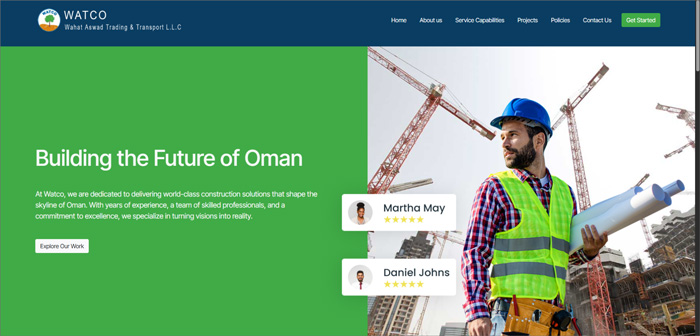 WATCO
WATCO
Wahat Aswad Trading & Transport L.L.C
Home
About us
Service Capabilities
Projects
Policies
Contact Us
Get Started
Building the Future of Oman
At Watco, we are dedicated to delivering world-class construction solutions that shape the
skyline of Oman. With years of experience, a team of skilled professionals, and a
commitment to excellence, we specialize in turning visions into reality.
Explore Our Work
Martha May
Daniel Johns